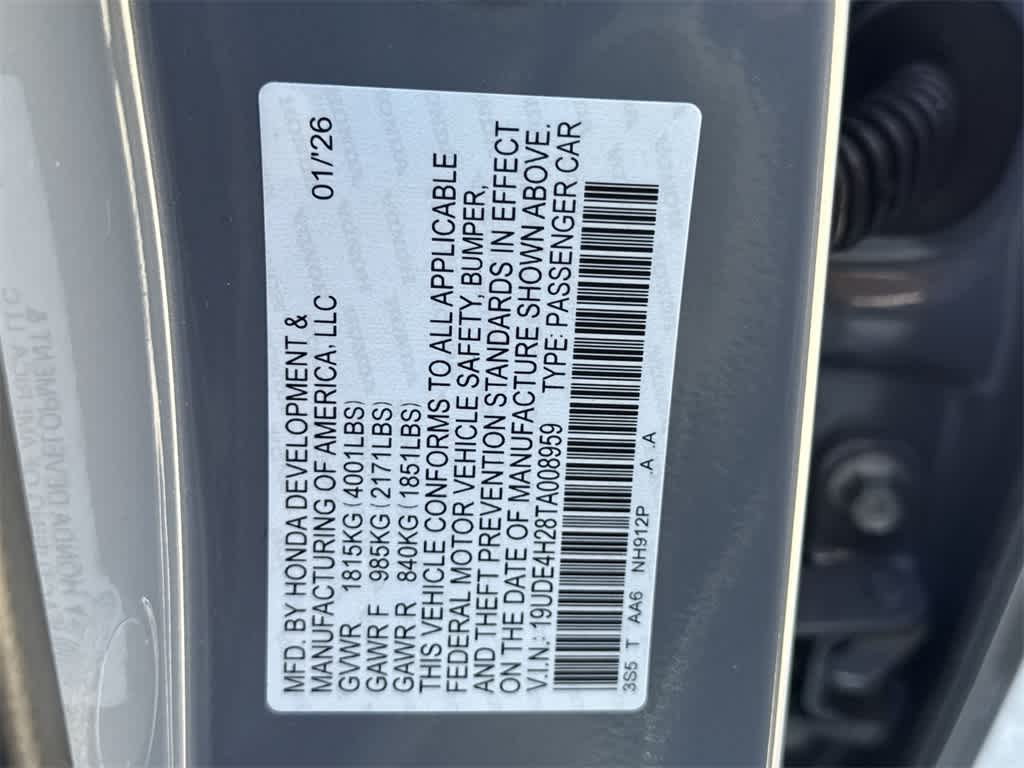 MFD. BY HONDA DEVELOPMENT &
MANUFACTURING OF AMERICA, LLC 01/'26
GVWR 1815KG (4001LBS)
GAWR F 985KG (2171LBS)
GAWR R 840KG (1851LBS)
THIS VEHICLE CONFORMS TO ALL APPLICABLE
FEDERAL MOTOR VEHICLE SAFETY, BUMPER,
AND THEFT PREVENTION STANDARDS IN EFFECT
ON THE DATE OF MANUFACTURE SHOWN ABOVE.
V.I.N.: 19UDE4H28TA008959 TYPE: PASSENGER CAR
3S5 T AA6 NH912P .A .A